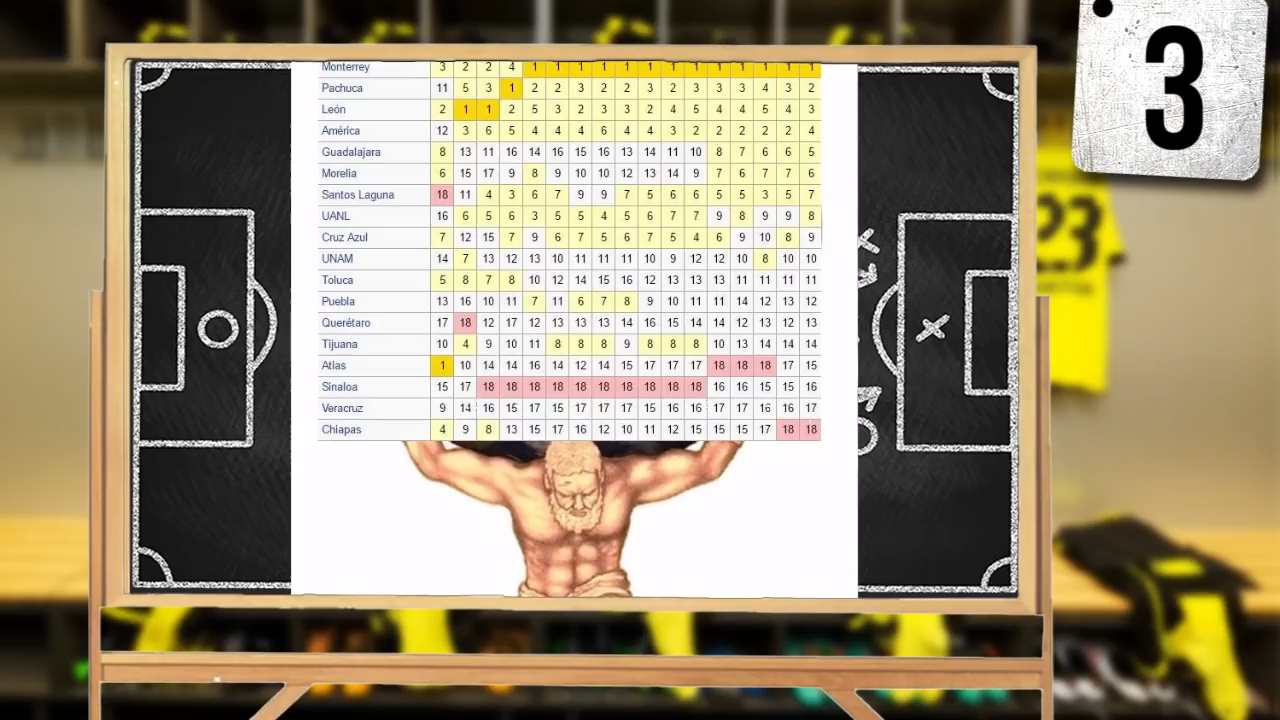 3
Monterrey 3 2 2 4 1 1 1 1 1 1 1 1 1 1 1 1 1
Pachuca 11 5 3 1 2 2 3 2 2 3 2 3 3 3 4 3 2
León 2 1 1 2 5 3 2 3 3 2 4 5 4 4 5 4 3
América 12 3 6 5 4 4 4 6 4 4 3 2 2 2 2 2 4
Guadalajara 8 13 11 16 14 16 15 16 13 14 11 10 8 7 6 6 5
Morelia 6 15 17 9 8 9 10 10 12 13 14 9 7 6 7 7 6
Santos Laguna 18 11 4 3 6 7 9 9 7 5 6 6 5 5 3 5 7
UANL 16 6 5 6 3 5 5 4 5 6 7 7 9 8 9 9 8
Cruz Azul 7 12 15 7 9 6 7 5 6 7 5 4 6 9 10 8 9
UNAM 14 7 13 12 13 10 11 11 11 10 9 12 12 10 8 10 10
Toluca 5 8 7 8 10 12 14 15 16 12 13 13 13 11 11 11 11
Puebla 13 16 10 11 7 11 6 7 8 9 10 11 11 14 12 13 12
Querétaro 17 18 12 17 12 13 13 13 14 16 15 14 14 12 13 12 13
Tijuana 10 4 9 10 11 8 8 8 9 8 8 8 10 13 14 14 14
Atlas 1 10 14 14 16 14 12 14 15 17 17 17 18 18 18 17 15
Sinaloa 15 17 18 18 18 18 18 18 18 18 18 18 16 16 15 15 16
Veracruz 9 14 16 15 17 15 17 17 17 15 16 16 17 17 16 16 17
Chiapas 4 9 8 13 15 17 16 12 10 11 12 15 15 15 17 18 18
23